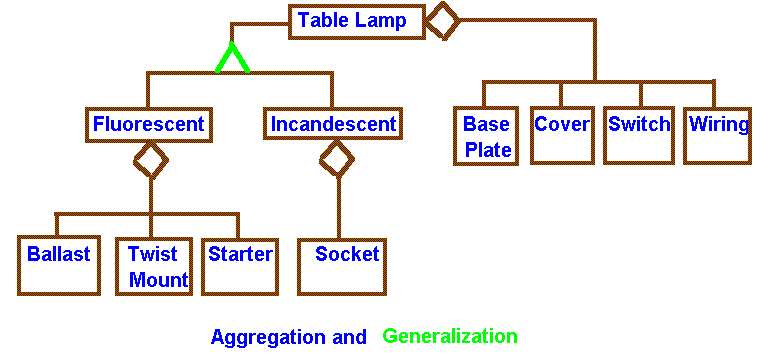 Table Lamp
Fluorescent
Incandescent
Base
Plate
Cover
Switch
Wiring
Ballast
Twist
Mount
Starter
Socket
Aggregation and Generalization